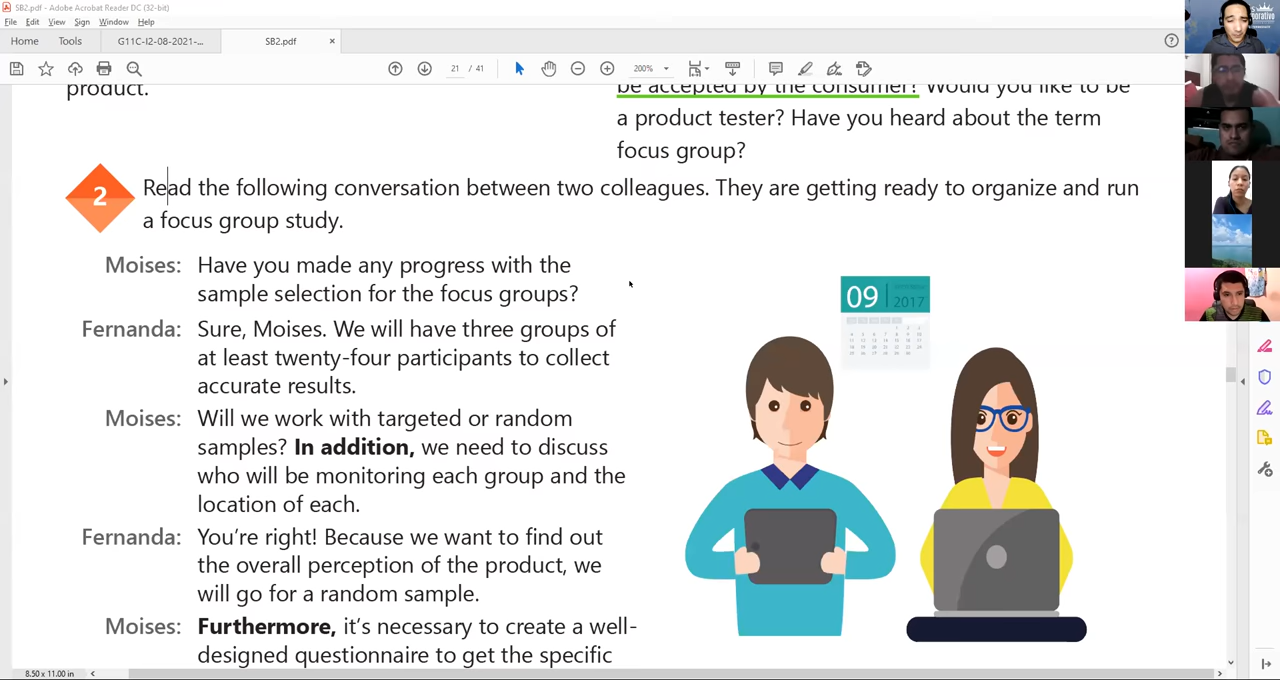 SB2.pdf - Adobe Acrobat Reader DC (32-bit)
File Edit View Sign Window Help
Home Tools G11C-I2-08-2021-... SB2.pdf ×
21 / 41 200%
product.
be accepted by the consumer? Would you like to be
a product tester? Have you heard about the term
focus group?
2 Read the following conversation between two colleagues. They are getting ready to organize and run
a focus group study.
Moises: Have you made any progress with the
sample selection for the focus groups?
Fernanda: Sure, Moises. We will have three groups of
at least twenty-four participants to collect
accurate results.
Moises: Will we work with targeted or random
samples? In addition, we need to discuss
who will be monitoring each group and the
location of each.
Fernanda: You're right! Because we want to find out
the overall perception of the product, we
will go for a random sample.
Moises: Furthermore, it's necessary to create a well-
designed questionnaire to get the specific
09
2017
8.50 x 11.00 in